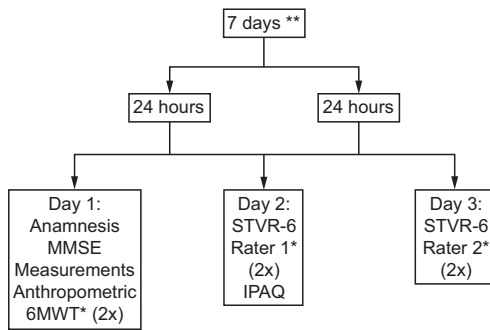 7 days **
24 hours
24 hours
Day 1:
Anamnesis
MMSE
Measurements
Anthropometric
6MWT* (2x)
Day 2:
STVR-6
Rater 1*
(2x)
IPAQ
Day 3:
STVR-6
Rater 2*
(2x)